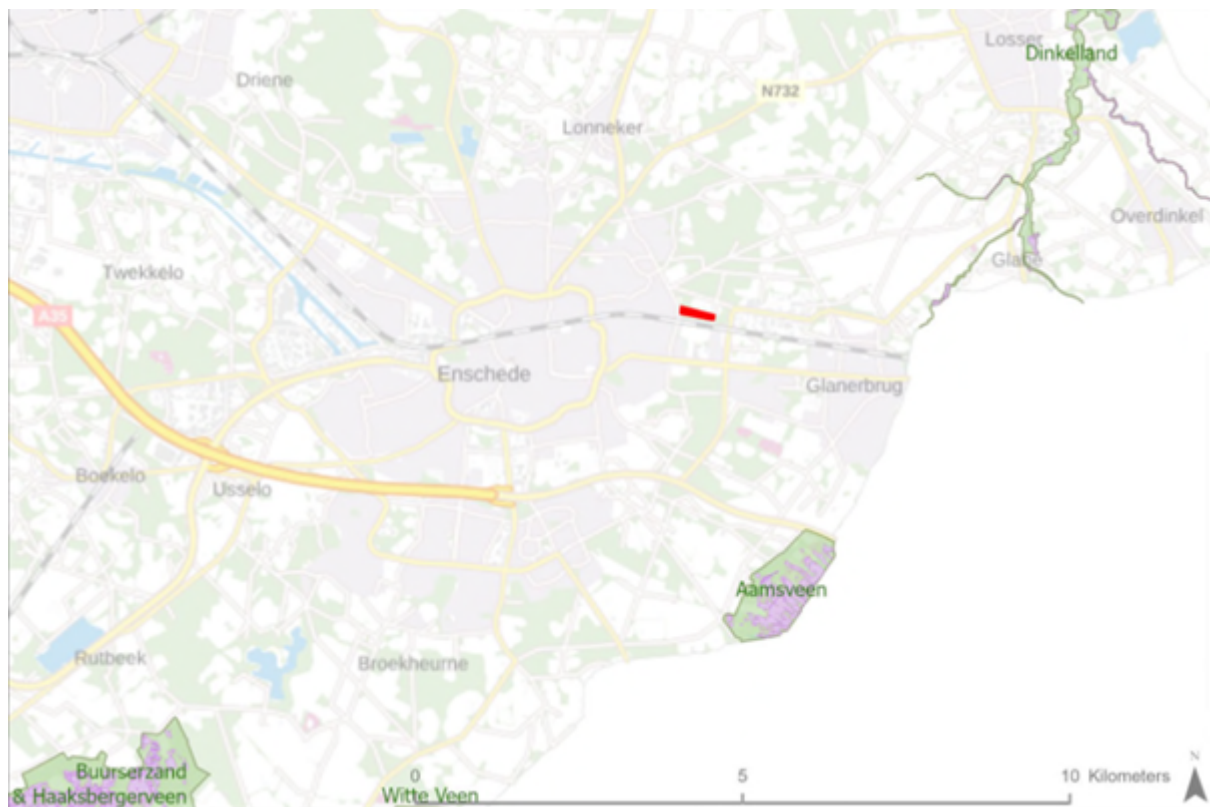 Losser
Dinkelland
Driene
N732
Lonneker
Overdinkel
Glane
Twekkelo
A35
Enschede
Glanerbrug
Boekelo
Usselo
Aamsveen
Rutbeek
Broekheurne
Buurserzand
& Haaksbergerveen
Witte Veen
0 5 10 Kilometers
N